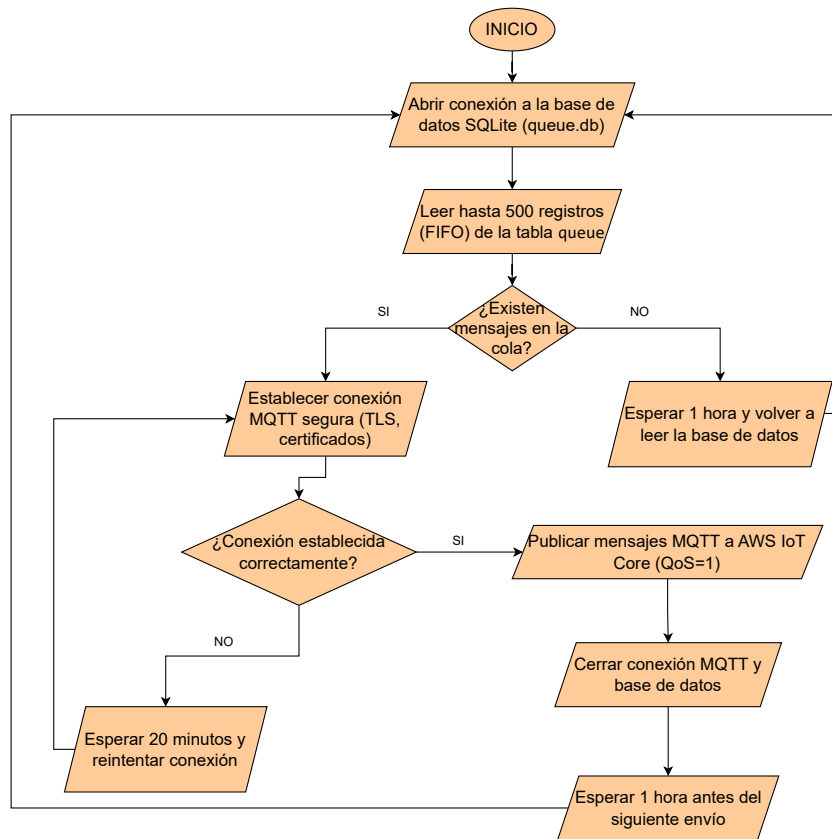 INICIO
Abrir conexión a la base de
datos SQLite (queue.db)
Leer hasta 500 registros
(FIFO) de la tabla queue
¿Existen
mensajes en la
cola?
SI
NO
Establecer conexión
MQTT segura (TLS,
certificados)
Esperar 1 hora y volver a
leer la base de datos
¿Conexión establecida
correctamente?
SI
Publicar mensajes MQTT a AWS IoT
Core (QoS=1)
NO
Cerrar conexión MQTT y
base de datos
Esperar 20 minutos y
reintentar conexión
Esperar 1 hora antes del
siguiente envío